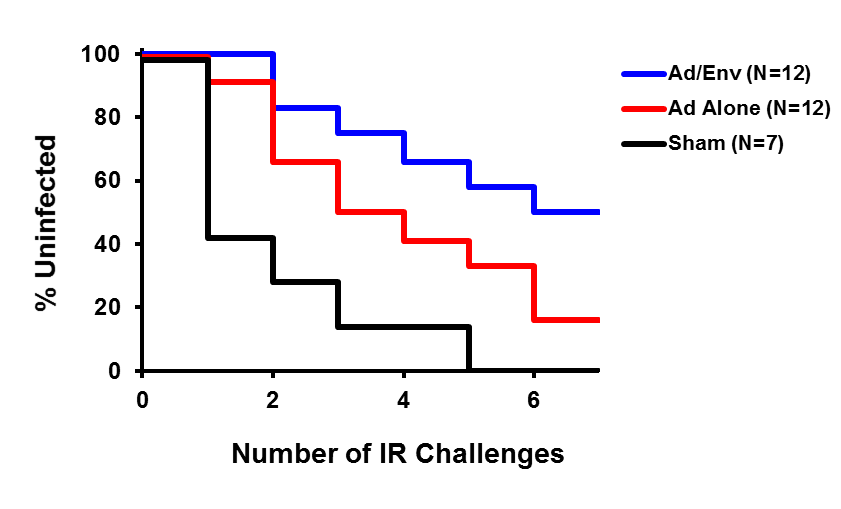 100
80
60
40
20
0
% Uninfected
0 2 4 6
Number of IR Challenges
Ad/Env (N=12)
Ad Alone (N=12)
Sham (N=7)